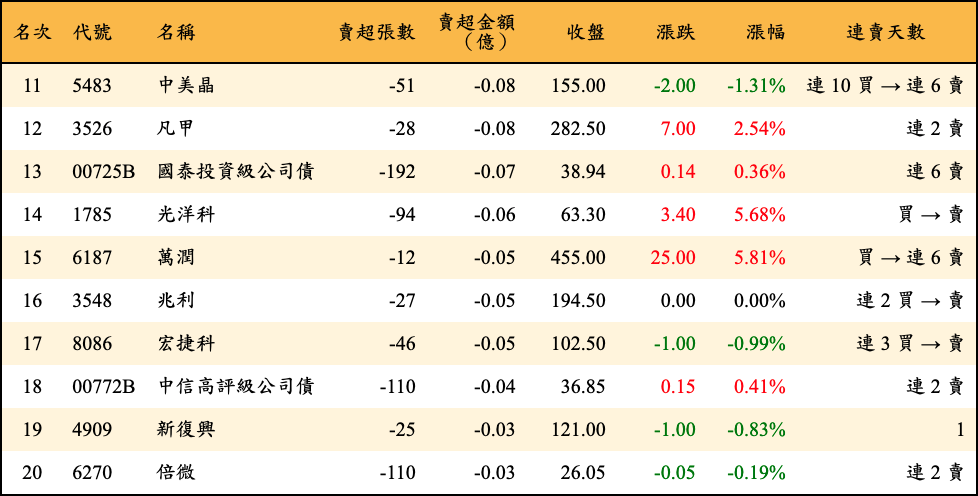 名次 代號 名稱 賣超張數 賣超金額（億） 收盤 漲跌 漲幅 連賣天數
11 5483 中美晶 -51 -0.08 155.00 -2.00 -1.31% 連 10 買 → 連 6 賣
12 3526 凡甲 -28 -0.08 282.50 7.00 2.54% 連 2 賣
13 00725B 國泰投資級公司債 -192 -0.07 38.94 0.14 0.36% 連 6 賣
14 1785 光洋科 -94 -0.06 63.30 3.40 5.68% 買 → 賣
15 6187 萬潤 -12 -0.05 455.00 25.00 5.81% 買 → 連 6 賣
16 3548 兆利 -27 -0.05 194.50 0.00 0.00% 連 2 買 → 賣
17 8086 宏捷科 -46 -0.05 102.50 -1.00 -0.99% 連 3 買 → 賣
18 00772B 中信高評級公司債 -110 -0.04 36.85 0.15 0.41% 連 2 賣
19 4909 新復興 -25 -0.03 121.00 -1.00 -0.83% 1
20 6270 倍微 -110 -0.03 26.05 -0.05 -0.19% 連 2 賣